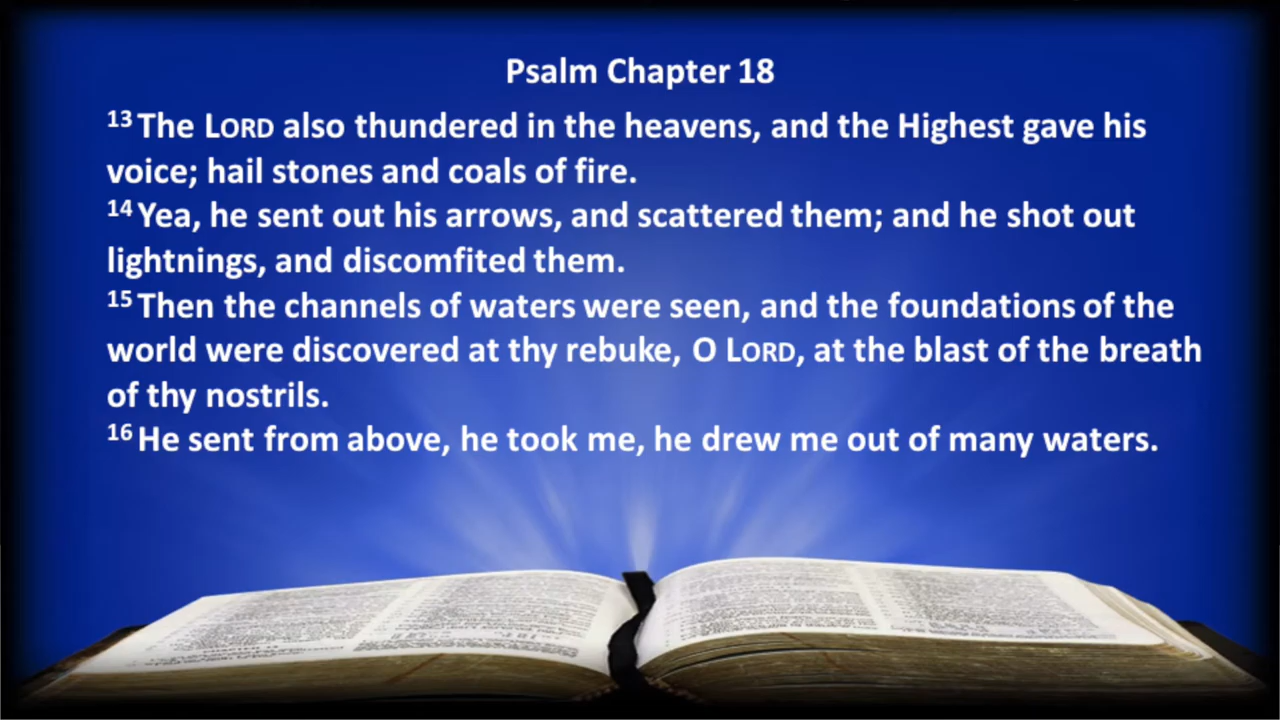 Psalm Chapter 18
13 The LORD also thundered in the heavens, and the Highest gave his
voice; hail stones and coals of fire.
14 Yea, he sent out his arrows, and scattered them; and he shot out
lightnings, and discomfited them.
15 Then the channels of waters were seen, and the foundations of the
world were discovered at thy rebuke, O LORD, at the blast of the breath
of thy nostrils.
16 He sent from above, he took me, he drew me out of many waters.